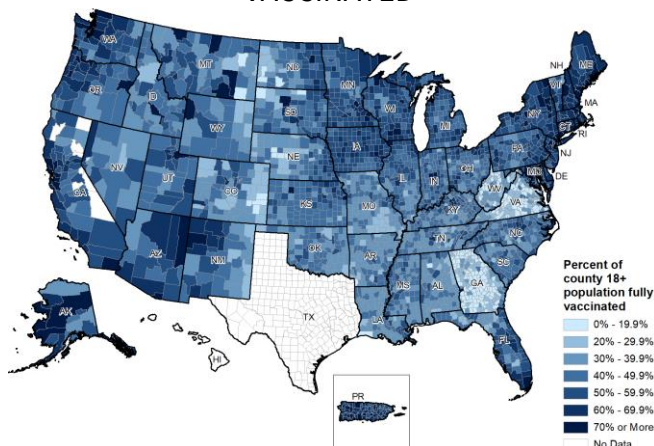 VACCINATED
WA
MT
ND
MN
OR
ID
WY
SD
WI
MI
NH
VT
ME
NY
MA
CT
RI
NV
UT
CO
NE
IA
IL
IN
OH
PA
NJ
MD
DE
CA
KS
MO
KY
WV
VA
AZ
NM
OK
AR
TN
NC
SC
MS
AL
GA
TX
LA
FL
AK
HI
PR
Percent of
county 18+
population fully
vaccinated
0% - 19.9%
20% - 29.9%
30% - 39.9%
40% - 49.9%
50% - 59.9%
60% - 69.9%
70% or More
No Data